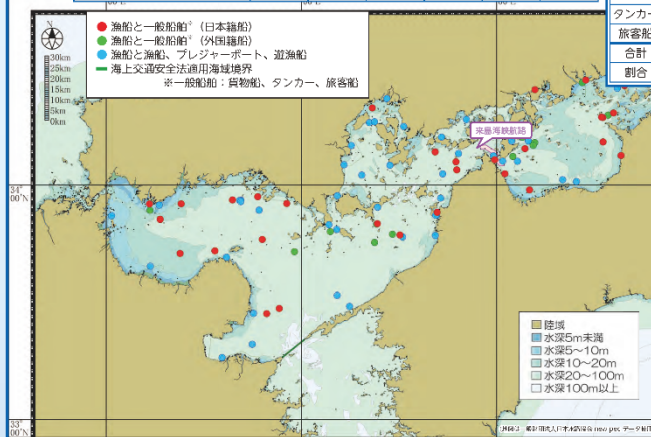 タンカー
旅客船
合計
割合
漁船と一般船舶※（日本籍船）
漁船と一般船舶※（外国籍船）
漁船と漁船、プレジャーボート、遊漁船
海上交通安全法適用海域境界
※一般船舶：貨物船、タンカー、旅客船
N
30km
25km
20km
15km
10km
5km
0km
来島海峡航路
34°
00'N
陸域
水深5m未満
水深5～10m
水深10～20m
水深20～100m
水深100m以上
33°
00'N